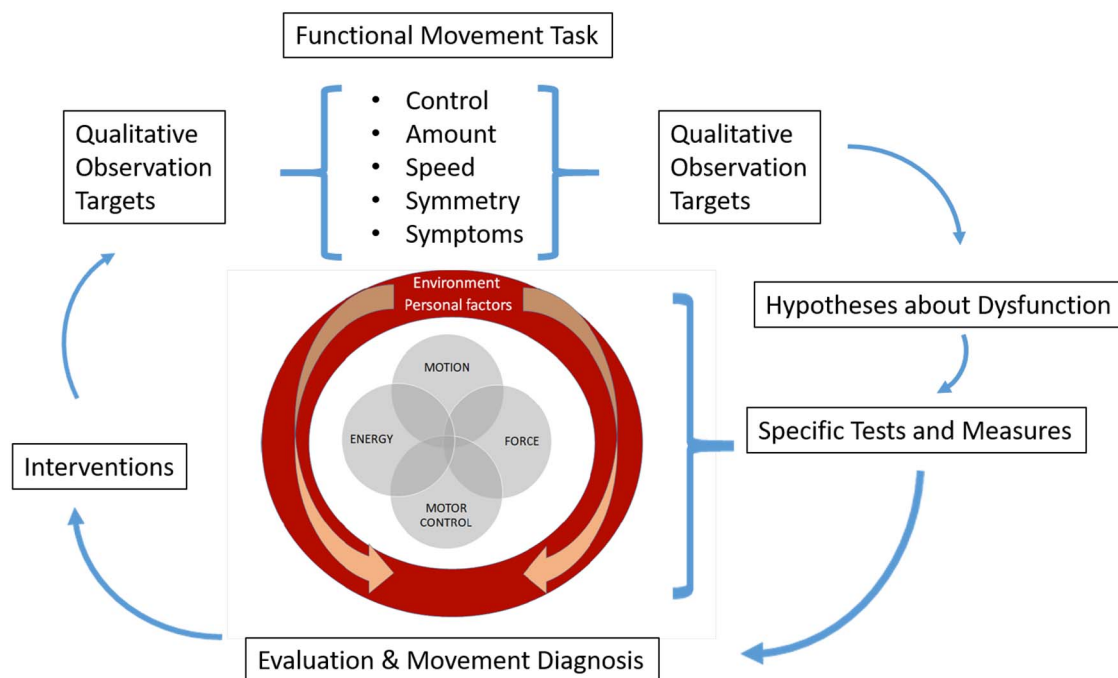 Functional Movement Task
Qualitative
Observation
Targets
• Control
• Amount
• Speed
• Symmetry
• Symptoms
Qualitative
Observation
Targets
Environment
Personal factors
MOTION
ENERGY
FORCE
MOTOR
CONTROL
Hypotheses about Dysfunction
Specific Tests and Measures
Interventions
Evaluation & Movement Diagnosis